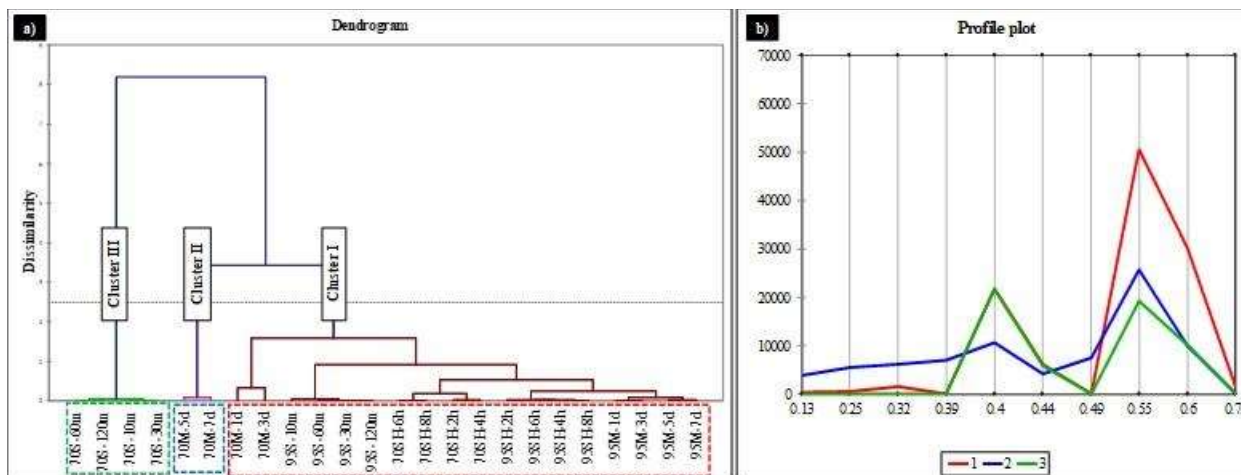 a)
Dendrogram
Dissimilarity
Cluster III
Cluster II
Cluster I
70S-60m
70S-120m
70S-10m
70S-30m
70M-5d
70M-7d
70M-1d
70M-3d
95S-10m
95S-60m
95S-30m
95S-120m
70SH-6h
70SH-8h
70SH-2h
70SH-4h
95SH-2h
95SH-6h
95SH-4h
95SH-8h
95M-1d
95M-3d
95M-5d
95M-7d
b)
Profile plot
70000
60000
50000
40000
30000
20000
10000
0
0.13 0.25 0.32 0.39 0.4 0.44 0.49 0.55 0.6 0.7
1 2 3